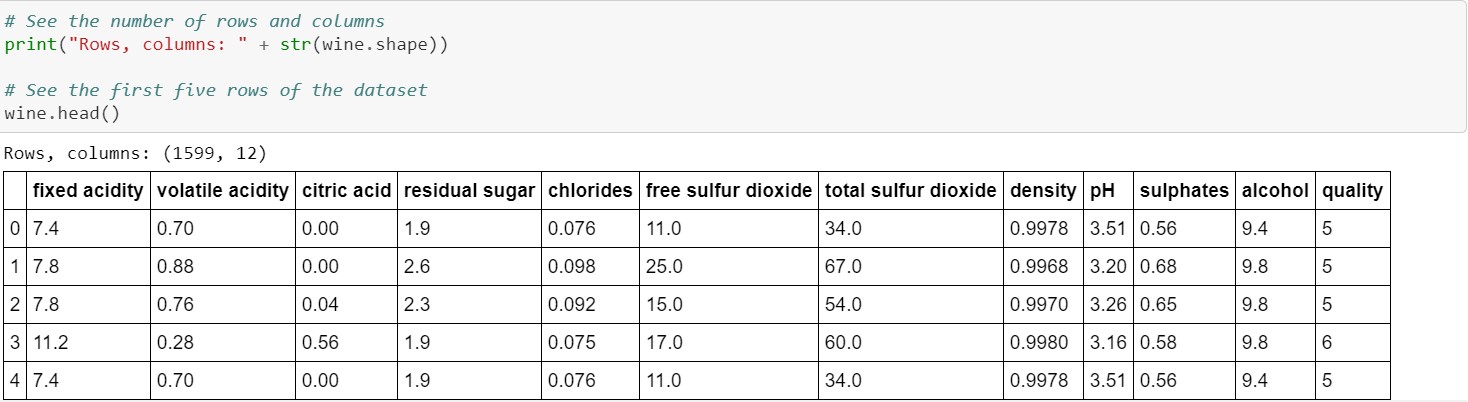 # See the number of rows and columns
print("Rows, columns: " + str(wine.shape))
# See the first five rows of the dataset
wine.head()
Rows, columns: (1599, 12)
fixed acidity volatile acidity citric acid residual sugar chlorides free sulfur dioxide total sulfur dioxide density pH sulphates alcohol quality
0 7.4 0.70 0.00 1.9 0.076 11.0 34.0 0.9978 3.51 0.56 9.4 5
1 7.8 0.88 0.00 2.6 0.098 25.0 67.0 0.9968 3.20 0.68 9.8 5
2 7.8 0.76 0.04 2.3 0.092 15.0 54.0 0.9970 3.26 0.65 9.8 5
3 11.2 0.28 0.56 1.9 0.075 17.0 60.0 0.9980 3.16 0.58 9.8 6
4 7.4 0.70 0.00 1.9 0.076 11.0 34.0 0.9978 3.51 0.56 9.4 5